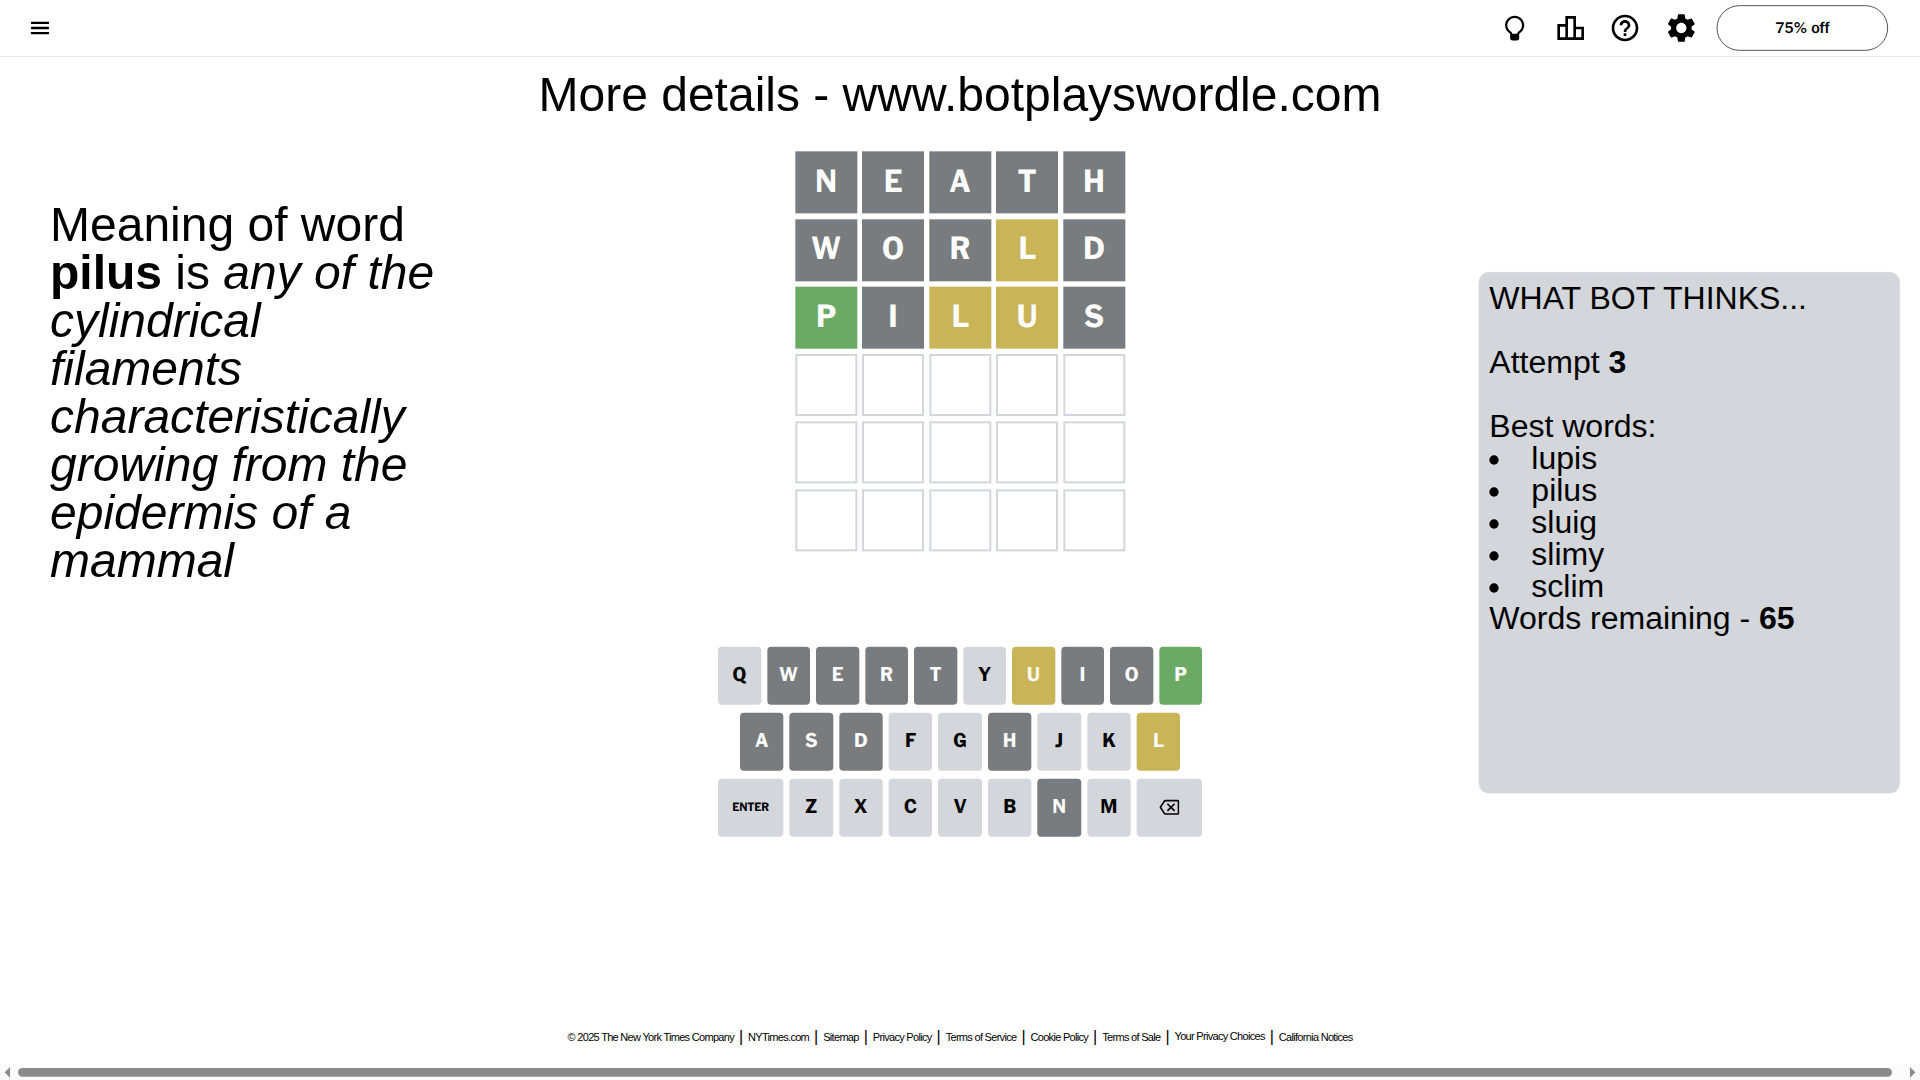 75% off
More details - www.botplayswordle.com
Meaning of word
pilus is any of the
cylindrical
filaments
characteristically
growing from the
epidermis of a
mammal
N E A T H
W O R L D
P I L U S
WHAT BOT THINKS...
Attempt 3
Best words:
• lupis
• pilus
• sluig
• slimy
• sclim
Words remaining - 65
Q W E R T Y U I O P
A S D F G H J K L
ENTER Z X C V B N M
© 2025 The New York Times Company | NYTimes.com | Sitemap | Privacy Policy | Terms of Service | Cookie Policy | Terms of Sale | Your Privacy Choices | California Notices